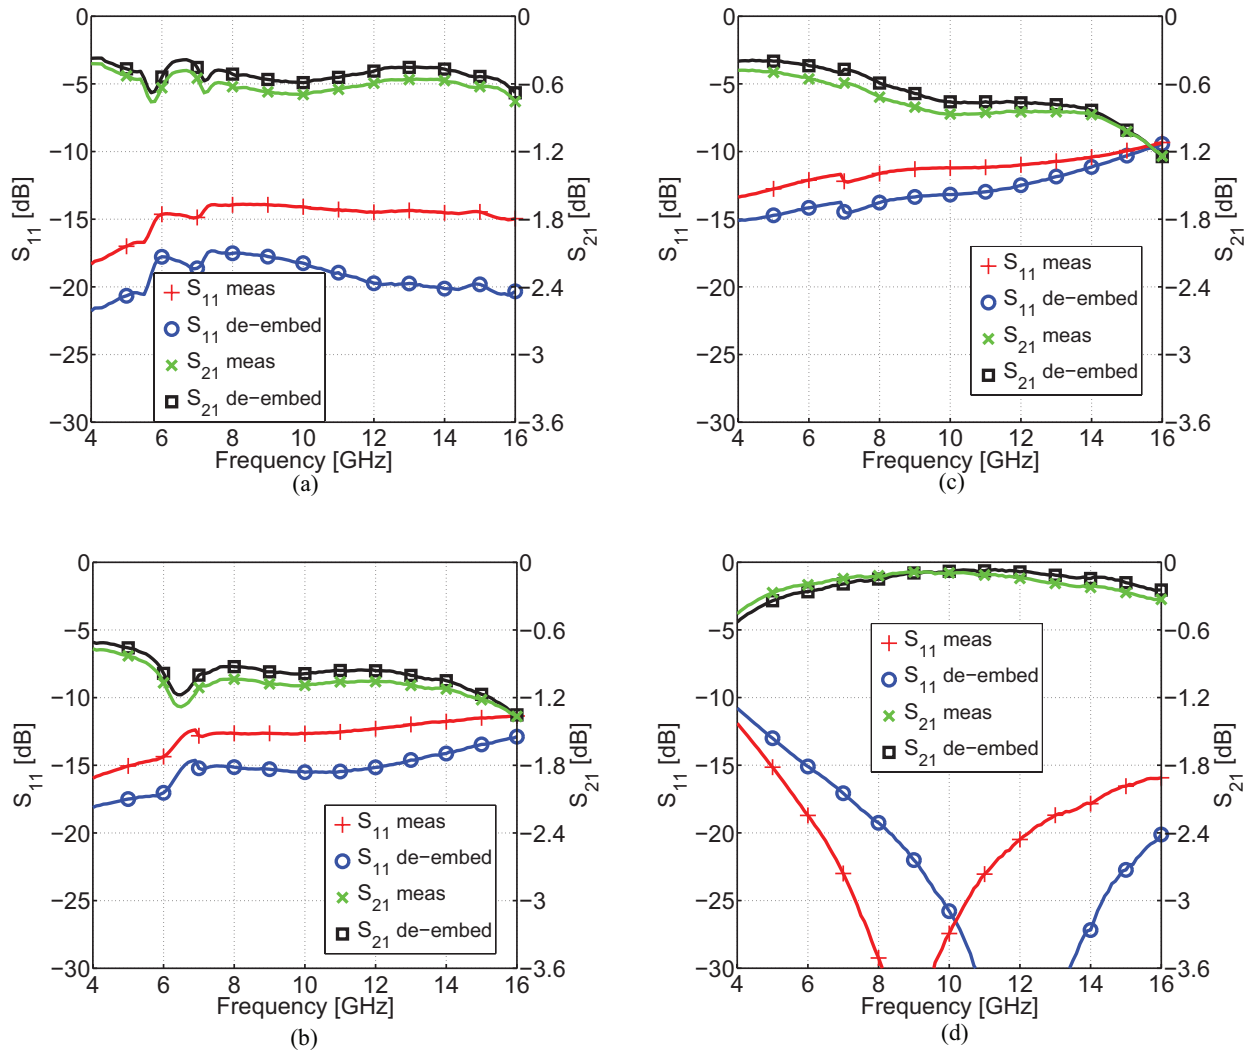 0
−5
−10
−15
−20
−25
−30
S11 [dB]
0
−0.6
−1.2
−1.8
−2.4
−3
−3.6
S21 [dB]
S11 meas
S11 de−embed
S21 meas
S21 de−embed
4 6 8 10 12 14 16
Frequency [GHz]
(a)
0
−5
−10
−15
−20
−25
−30
S11 [dB]
0
−0.6
−1.2
−1.8
−2.4
−3
−3.6
S21 [dB]
S11 meas
S11 de−embed
S21 meas
S21 de−embed
4 6 8 10 12 14 16
Frequency [GHz]
(c)
0
−5
−10
−15
−20
−25
−30
S11 [dB]
0
−0.6
−1.2
−1.8
−2.4
−3
−3.6
S21 [dB]
S11 meas
S11 de−embed
S21 meas
S21 de−embed
4 6 8 10 12 14 16
Frequency [GHz]
(b)
0
−5
−10
−15
−20
−25
−30
S11 [dB]
0
−0.6
−1.2
−1.8
−2.4
−3
−3.6
S21 [dB]
S11 meas
S11 de−embed
S21 meas
S21 de−embed
4 6 8 10 12 14 16
Frequency [GHz]
(d)